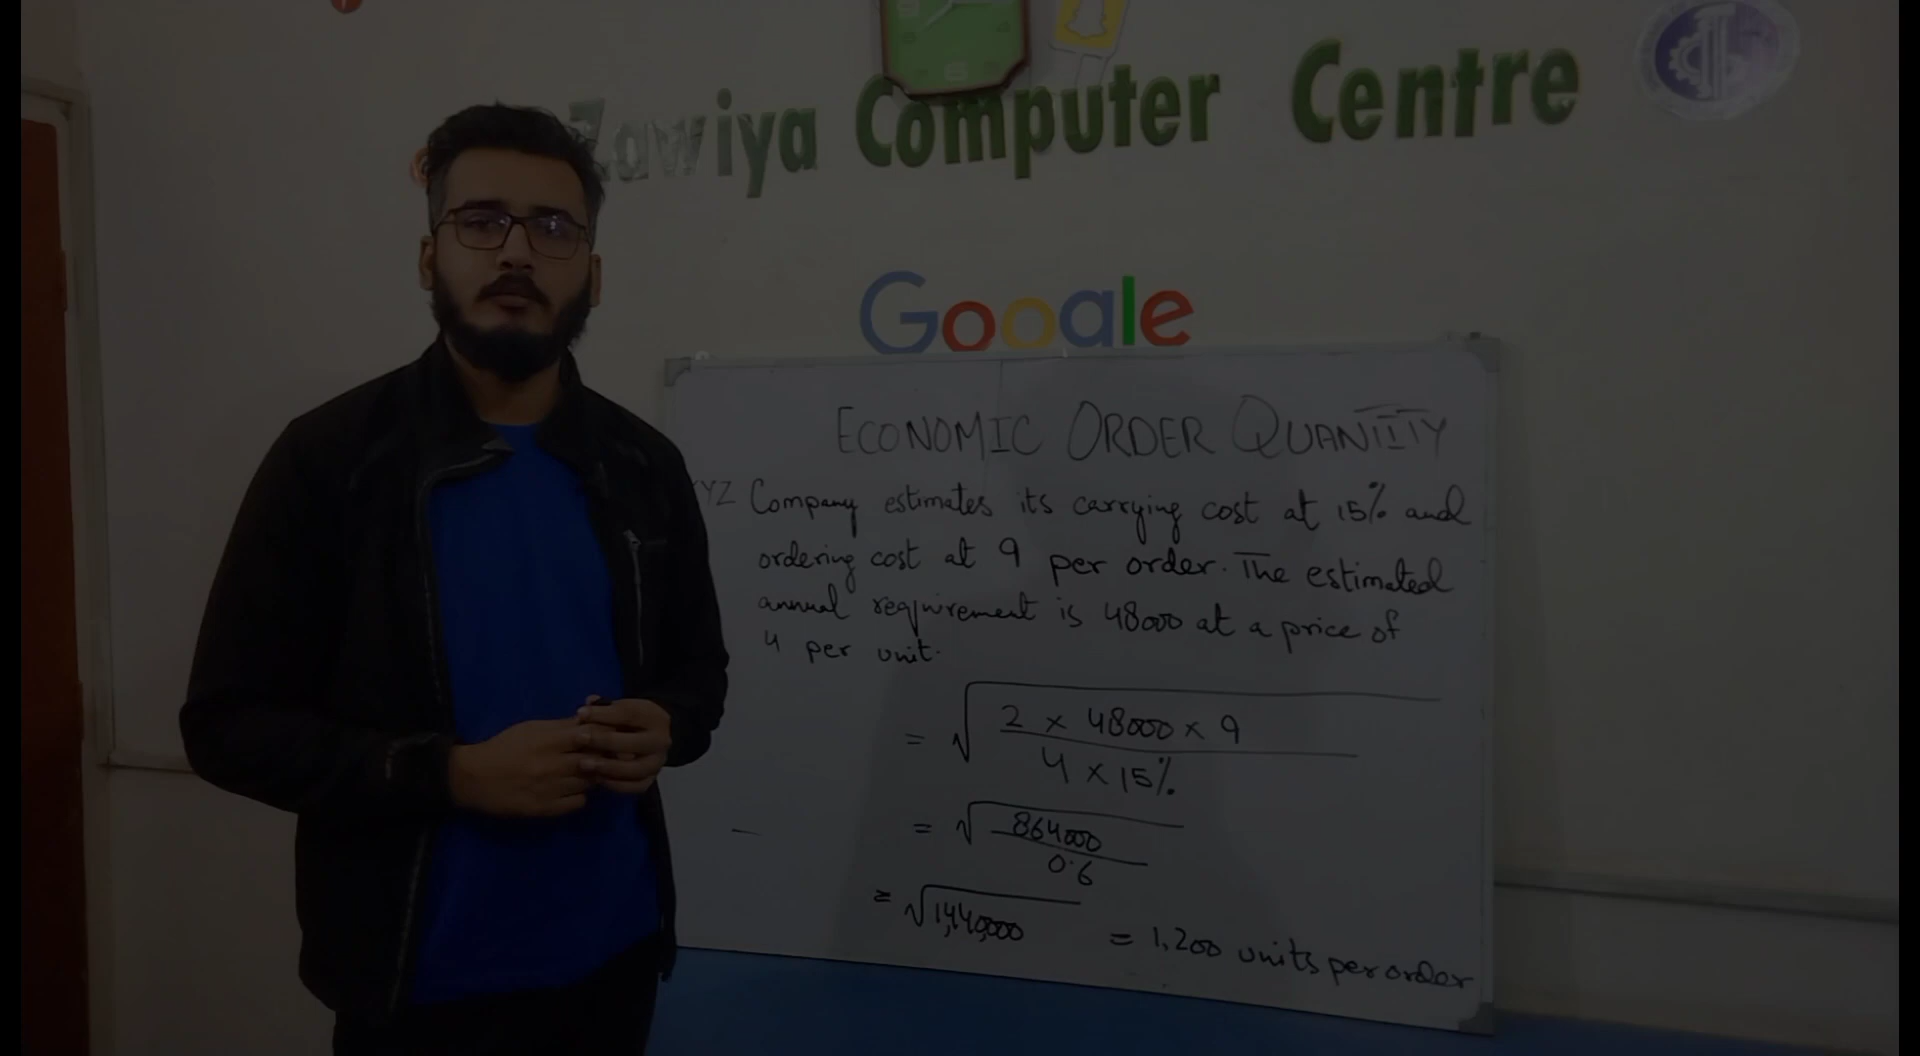 Zawiya Computer Centre
Google
ECONOMIC ORDER QUANTITY
XYZ Company estimates its carrying cost at 15% and
ordering cost at 9 per order. The estimated
annual requirement is 48000 at a price of
4 per unit.
= √ 2 × 48000 × 9
4 × 15%
= √ 864000
0.6
= √1,440,000 = 1,200 units per order